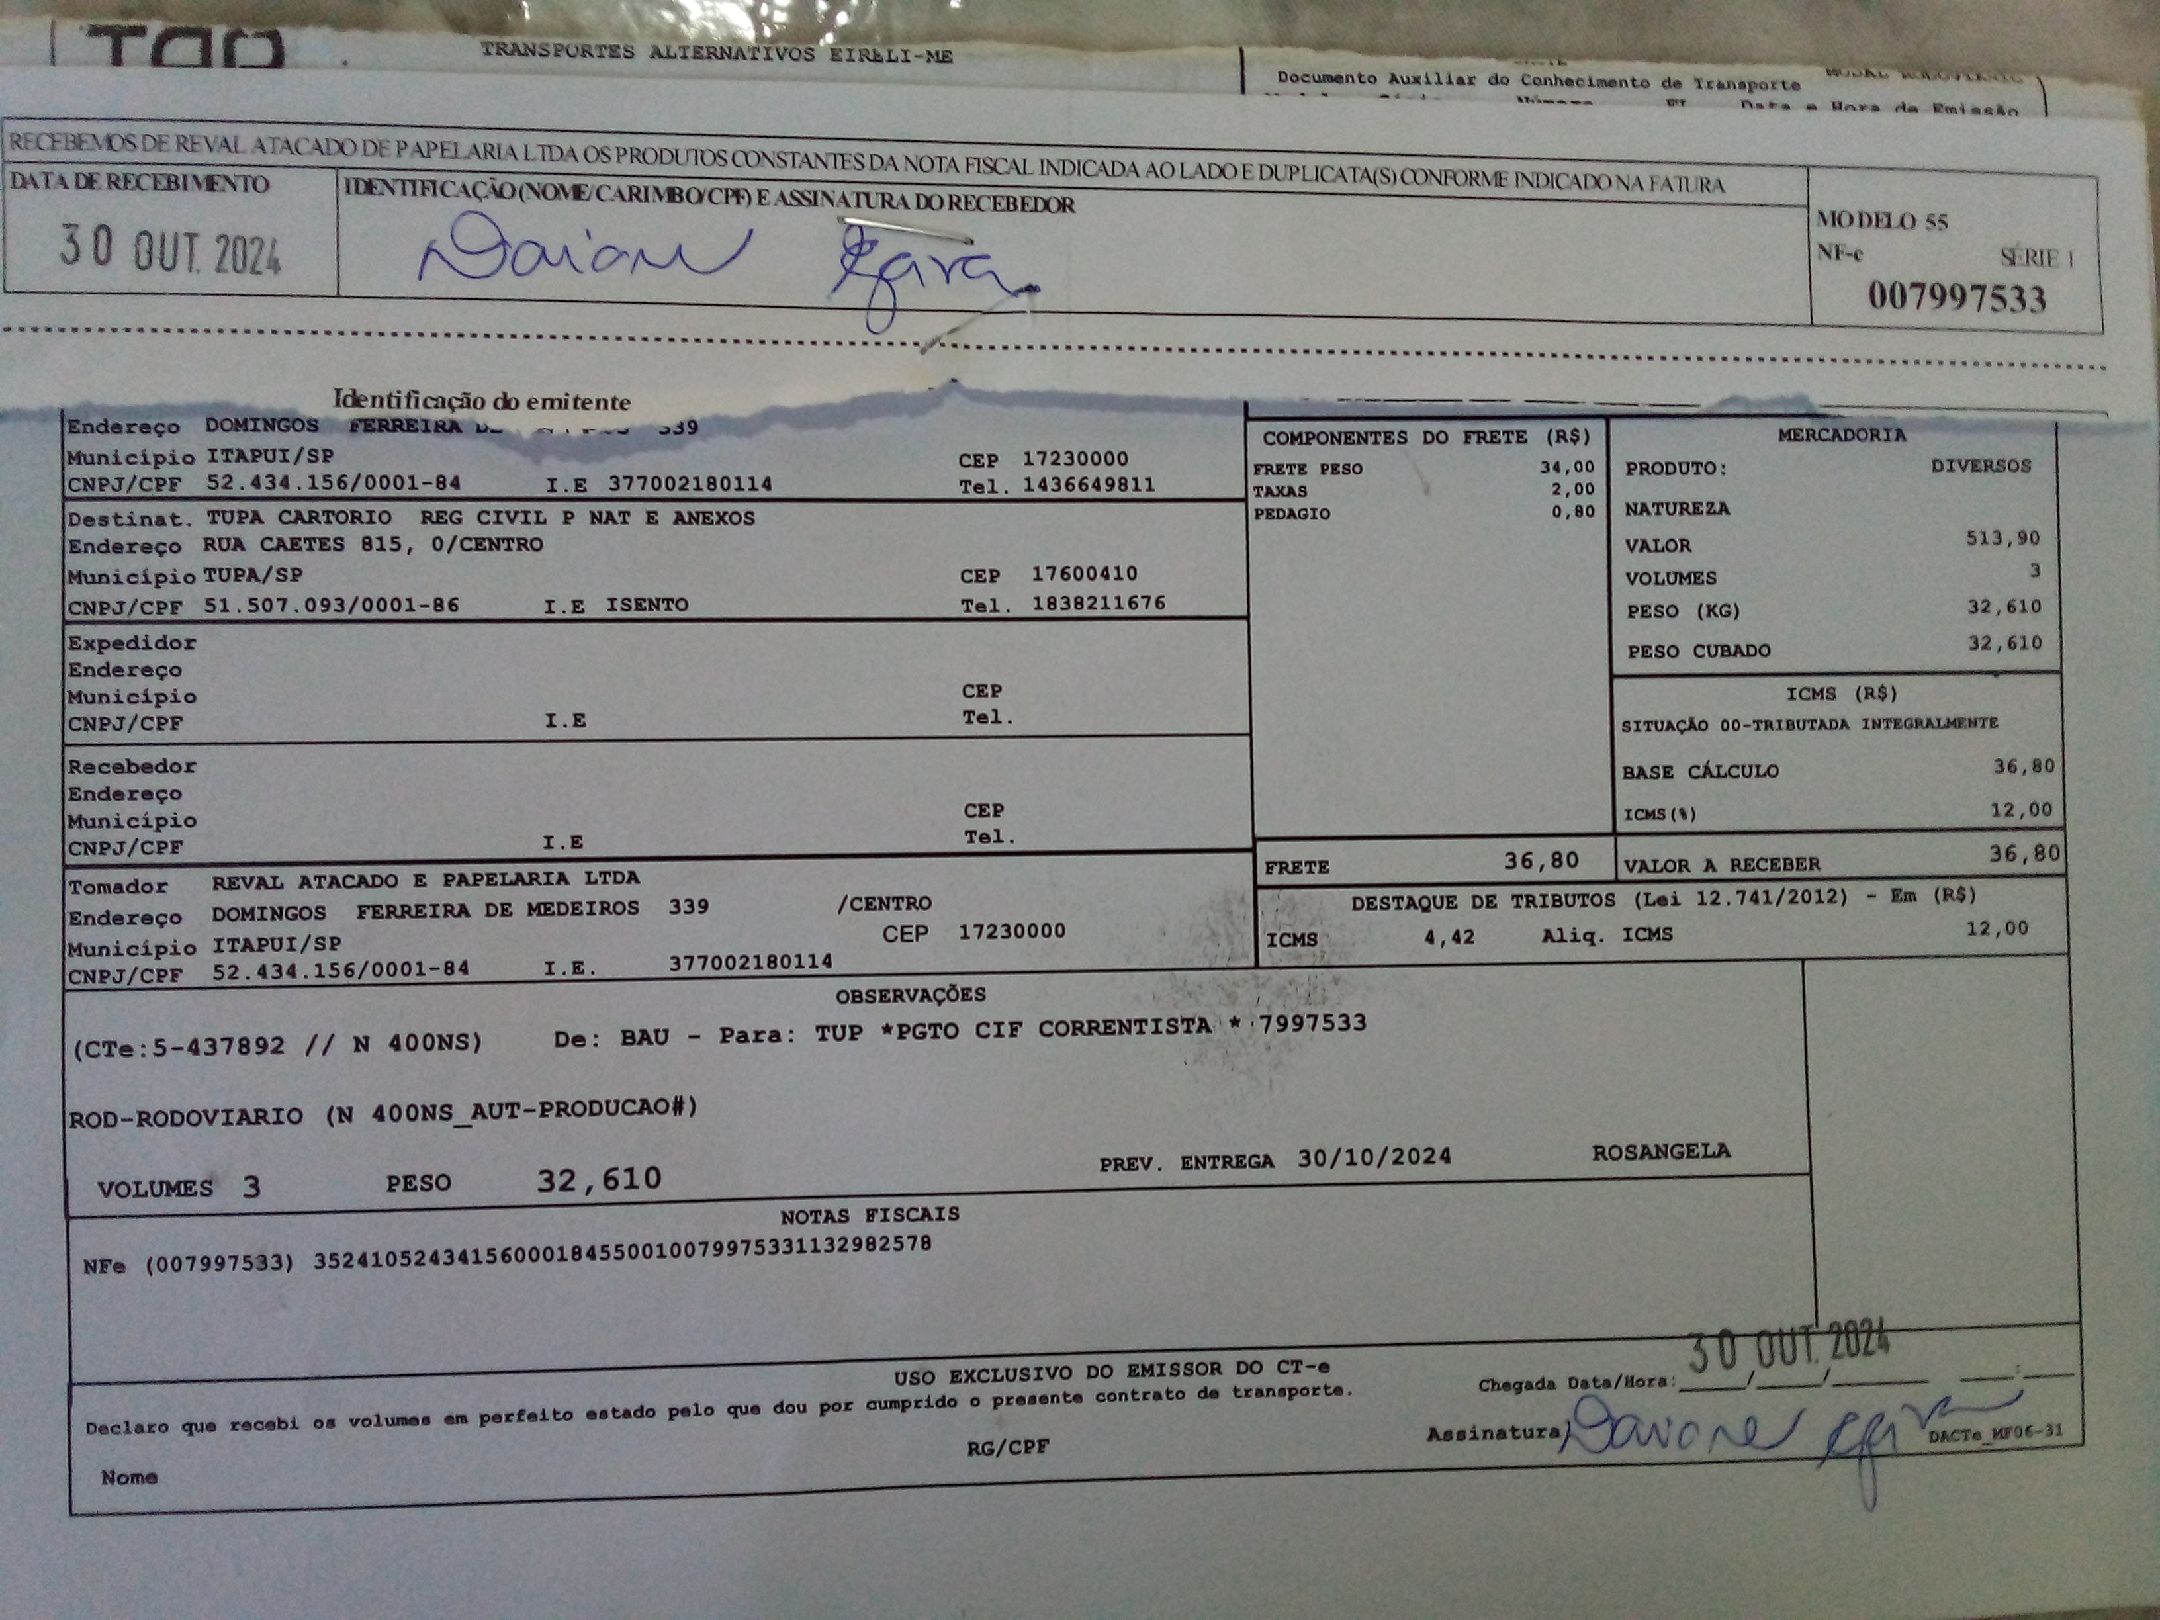 TRANSPORTES ALTERNATIVOS EIRELI-ME
Documento Auxiliar do Conhecimento de Transporte
Data e Hora de Emissão
RECEBEMOS DE REVAL ATACADO DE PAPELARIA LTDA OS PRODUTOS CONSTANTES DA NOTA FISCAL INDICADA AO LADO E DUPLICATA(S) CONFORME INDICADO NA FATURA
DATA DE RECEBIMENTO
30 OUT. 2024
IDENTIFICAÇÃO (NOME/CARIMBO/CPF) E ASSINATURA DO RECEBEDOR
MODELO 55
NF-e SÉRIE 1
007997533
Identificação do emitente
Endereço DOMINGOS FERREIRA 339
Município ITAPUI/SP CEP 17230000
CNPJ/CPF 52.434.156/0001-84 I.E 377002180114 Tel. 1436649811
Destinat. TUPA CARTORIO REG CIVIL P NAT E ANEXOS
Endereço RUA CAETES 815, 0/CENTRO
Município TUPA/SP CEP 17600410
CNPJ/CPF 51.507.093/0001-86 I.E ISENTO Tel. 1838211676
Expedidor
Endereço
Município CEP
CNPJ/CPF I.E Tel.
Recebedor
Endereço
Município CEP
CNPJ/CPF I.E Tel.
Tomador REVAL ATACADO E PAPELARIA LTDA
Endereço DOMINGOS FERREIRA DE MEDEIROS 339 /CENTRO
Município ITAPUI/SP CEP 17230000
CNPJ/CPF 52.434.156/0001-84 I.E. 377002180114
COMPONENTES DO FRETE (R$)
FRETE PESO 34,00
TAXAS 2,00
PEDAGIO 0,80
FRETE 36,80
MERCADORIA
PRODUTO: DIVERSOS
NATUREZA
VALOR 513,90
VOLUMES 3
PESO (KG) 32,610
PESO CUBADO 32,610
ICMS (R$)
SITUAÇÃO 00-TRIBUTADA INTEGRALMENTE
BASE CÁLCULO 36,80
ICMS(%) 12,00
VALOR A RECEBER 36,80
DESTAQUE DE TRIBUTOS (Lei 12.741/2012) - Em (R$)
ICMS 4,42 Aliq. ICMS 12,00
OBSERVAÇÕES
(CTe:5-437892 // N 400NS) De: BAU - Para: TUP *PGTO CIF CORRENTISTA * 7997533
ROD-RODOVIARIO (N 400NS_AUT-PRODUCAO#)
VOLUMES 3 PESO 32,610 PREV. ENTREGA 30/10/2024 ROSANGELA
NOTAS FISCAIS
NFe (007997533) 35241052434156000184550010079975331132982578
USO EXCLUSIVO DO EMISSOR DO CT-e
Declaro que recebi os volumes em perfeito estado pelo que dou por cumprido o presente contrato de transporte.
30 OUT. 2024
Chegada Data/Hora: ____/____/______ ___:___
RG/CPF
Assinatura
DACTe_MF06-31
Nome